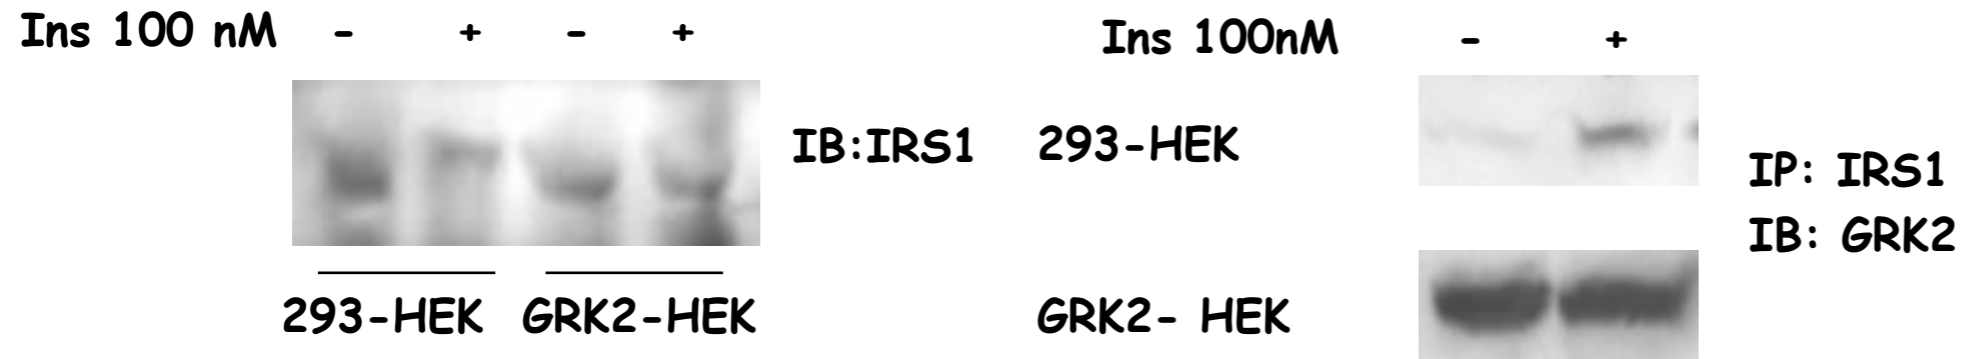 Ins 100 nM - + - +
IB:IRS1
293-HEK GRK2-HEK
Ins 100nM - +
293-HEK
IP: IRS1
IB: GRK2
GRK2- HEK